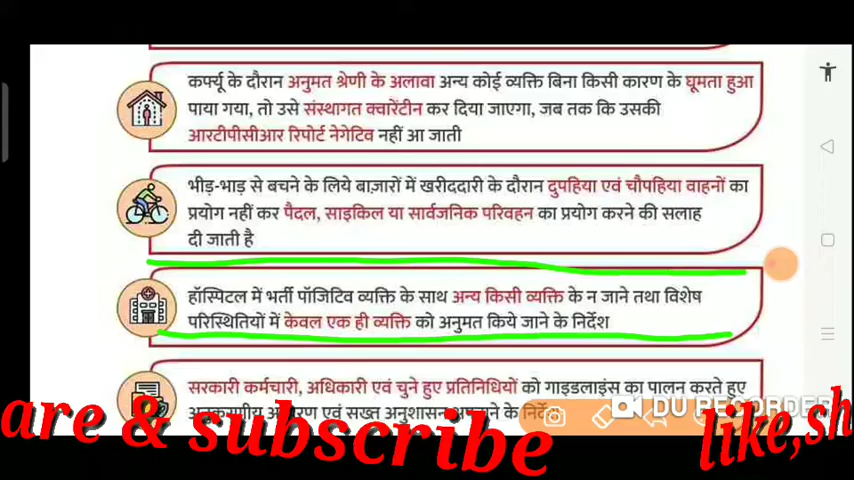 कर्फ्यू के दौरान अनुमत श्रेणी के अलावा अन्य कोई व्यक्ति बिना किसी कारण के घूमता हुआ
पाया गया, तो उसे संस्थागत क्वारेंटीन कर दिया जाएगा, जब तक कि उसकी
आरटीपीसीआर रिपोर्ट नेगेटिव नहीं आ जाती
भीड़-भाड़ से बचने के लिये बाज़ारों में खरीददारी के दौरान दुपहिया एवं चौपहिया वाहनों का
प्रयोग नहीं कर पैदल, साइकिल या सार्वजनिक परिवहन का प्रयोग करने की सलाह
दी जाती है
हॉस्पिटल में भर्ती पॉजिटिव व्यक्ति के साथ अन्य किसी व्यक्ति के न जाने तथा विशेष
परिस्थितियों में केवल एक ही व्यक्ति को अनुमत किये जाने के निर्देश
सरकारी कर्मचारी, अधिकारी एवं चुने हुए प्रतिनिधियों को गाइडलाइंस का पालन करते हुए
एवं सख्त के
DU RECORDER
are & subscribe like,sh